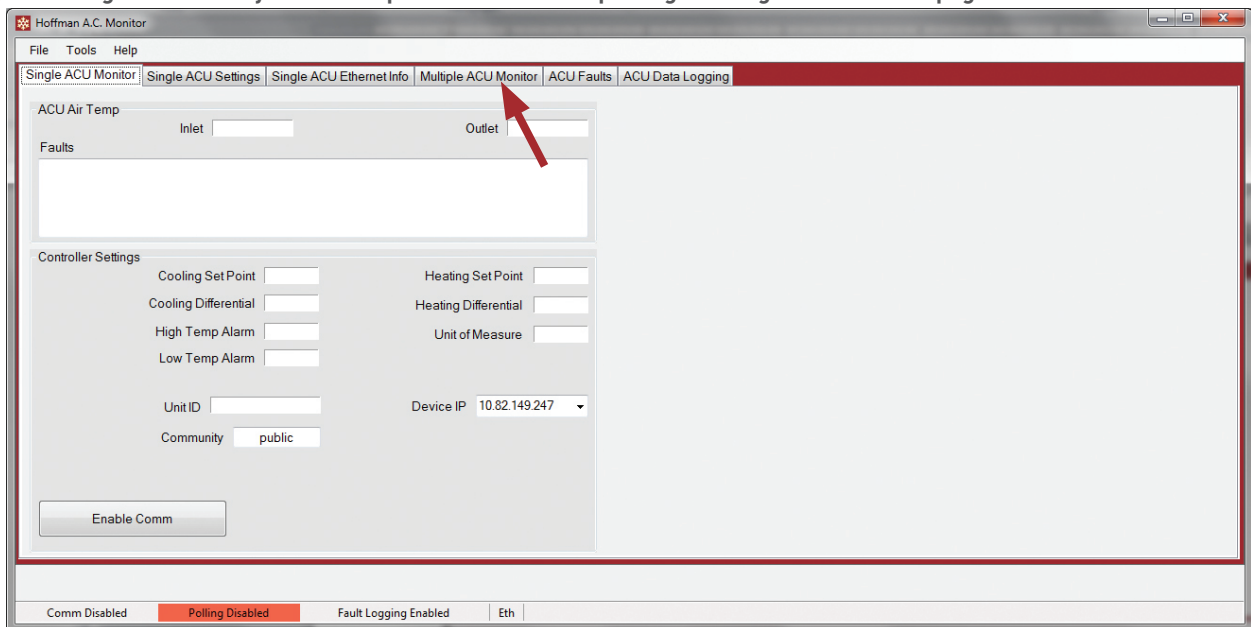 Hoffman A.C. Monitor
File Tools Help
Single ACU Monitor Single ACU Settings Single ACU Ethernet Info Multiple ACU Monitor ACU Faults ACU Data Logging
ACU Air Temp
Inlet Outlet
Faults
Controller Settings
Cooling Set Point Heating Set Point
Cooling Differential Heating Differential
High Temp Alarm Unit of Measure
Low Temp Alarm
Unit ID Device IP 10.82.149.247
Community public
Enable Comm
Comm Disabled Polling Disabled Fault Logging Enabled Eth